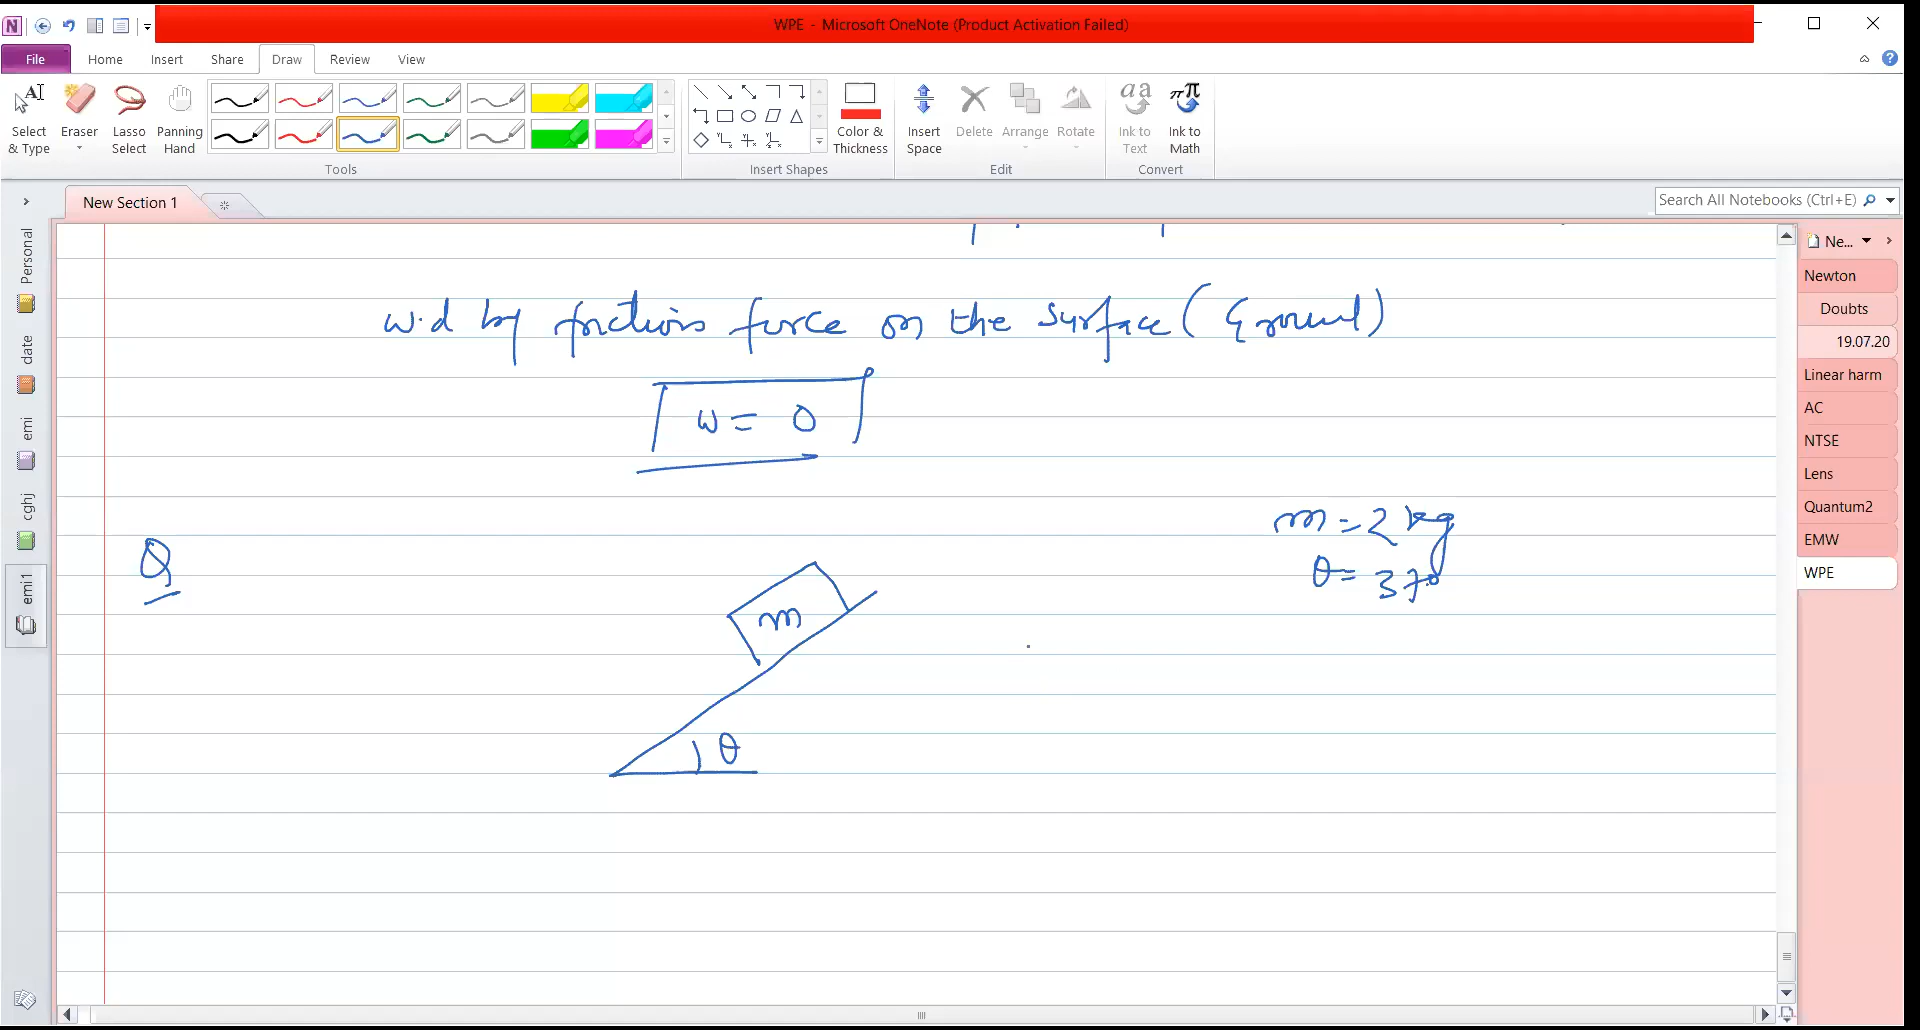 WPE - Microsoft OneNote (Product Activation Failed)
File Home Insert Share Draw Review View
Select & Type
Eraser
Lasso Select
Panning Hand
Color & Thickness
Insert Space
Delete
Arrange
Rotate
Ink to Text
Ink to Math
Tools
Insert Shapes
Edit
Convert
New Section 1
Search All Notebooks (Ctrl+E)
Personal
date
emi
cghj
emi1
Ne...
Newton
Doubts
19.07.20
Linear harm
AC
NTSE
Lens
Quantum2
EMW
WPE
w.d by friction force on the surface (Ground)
w = 0
Q
m = 2 kg
θ = 37°
m
θ